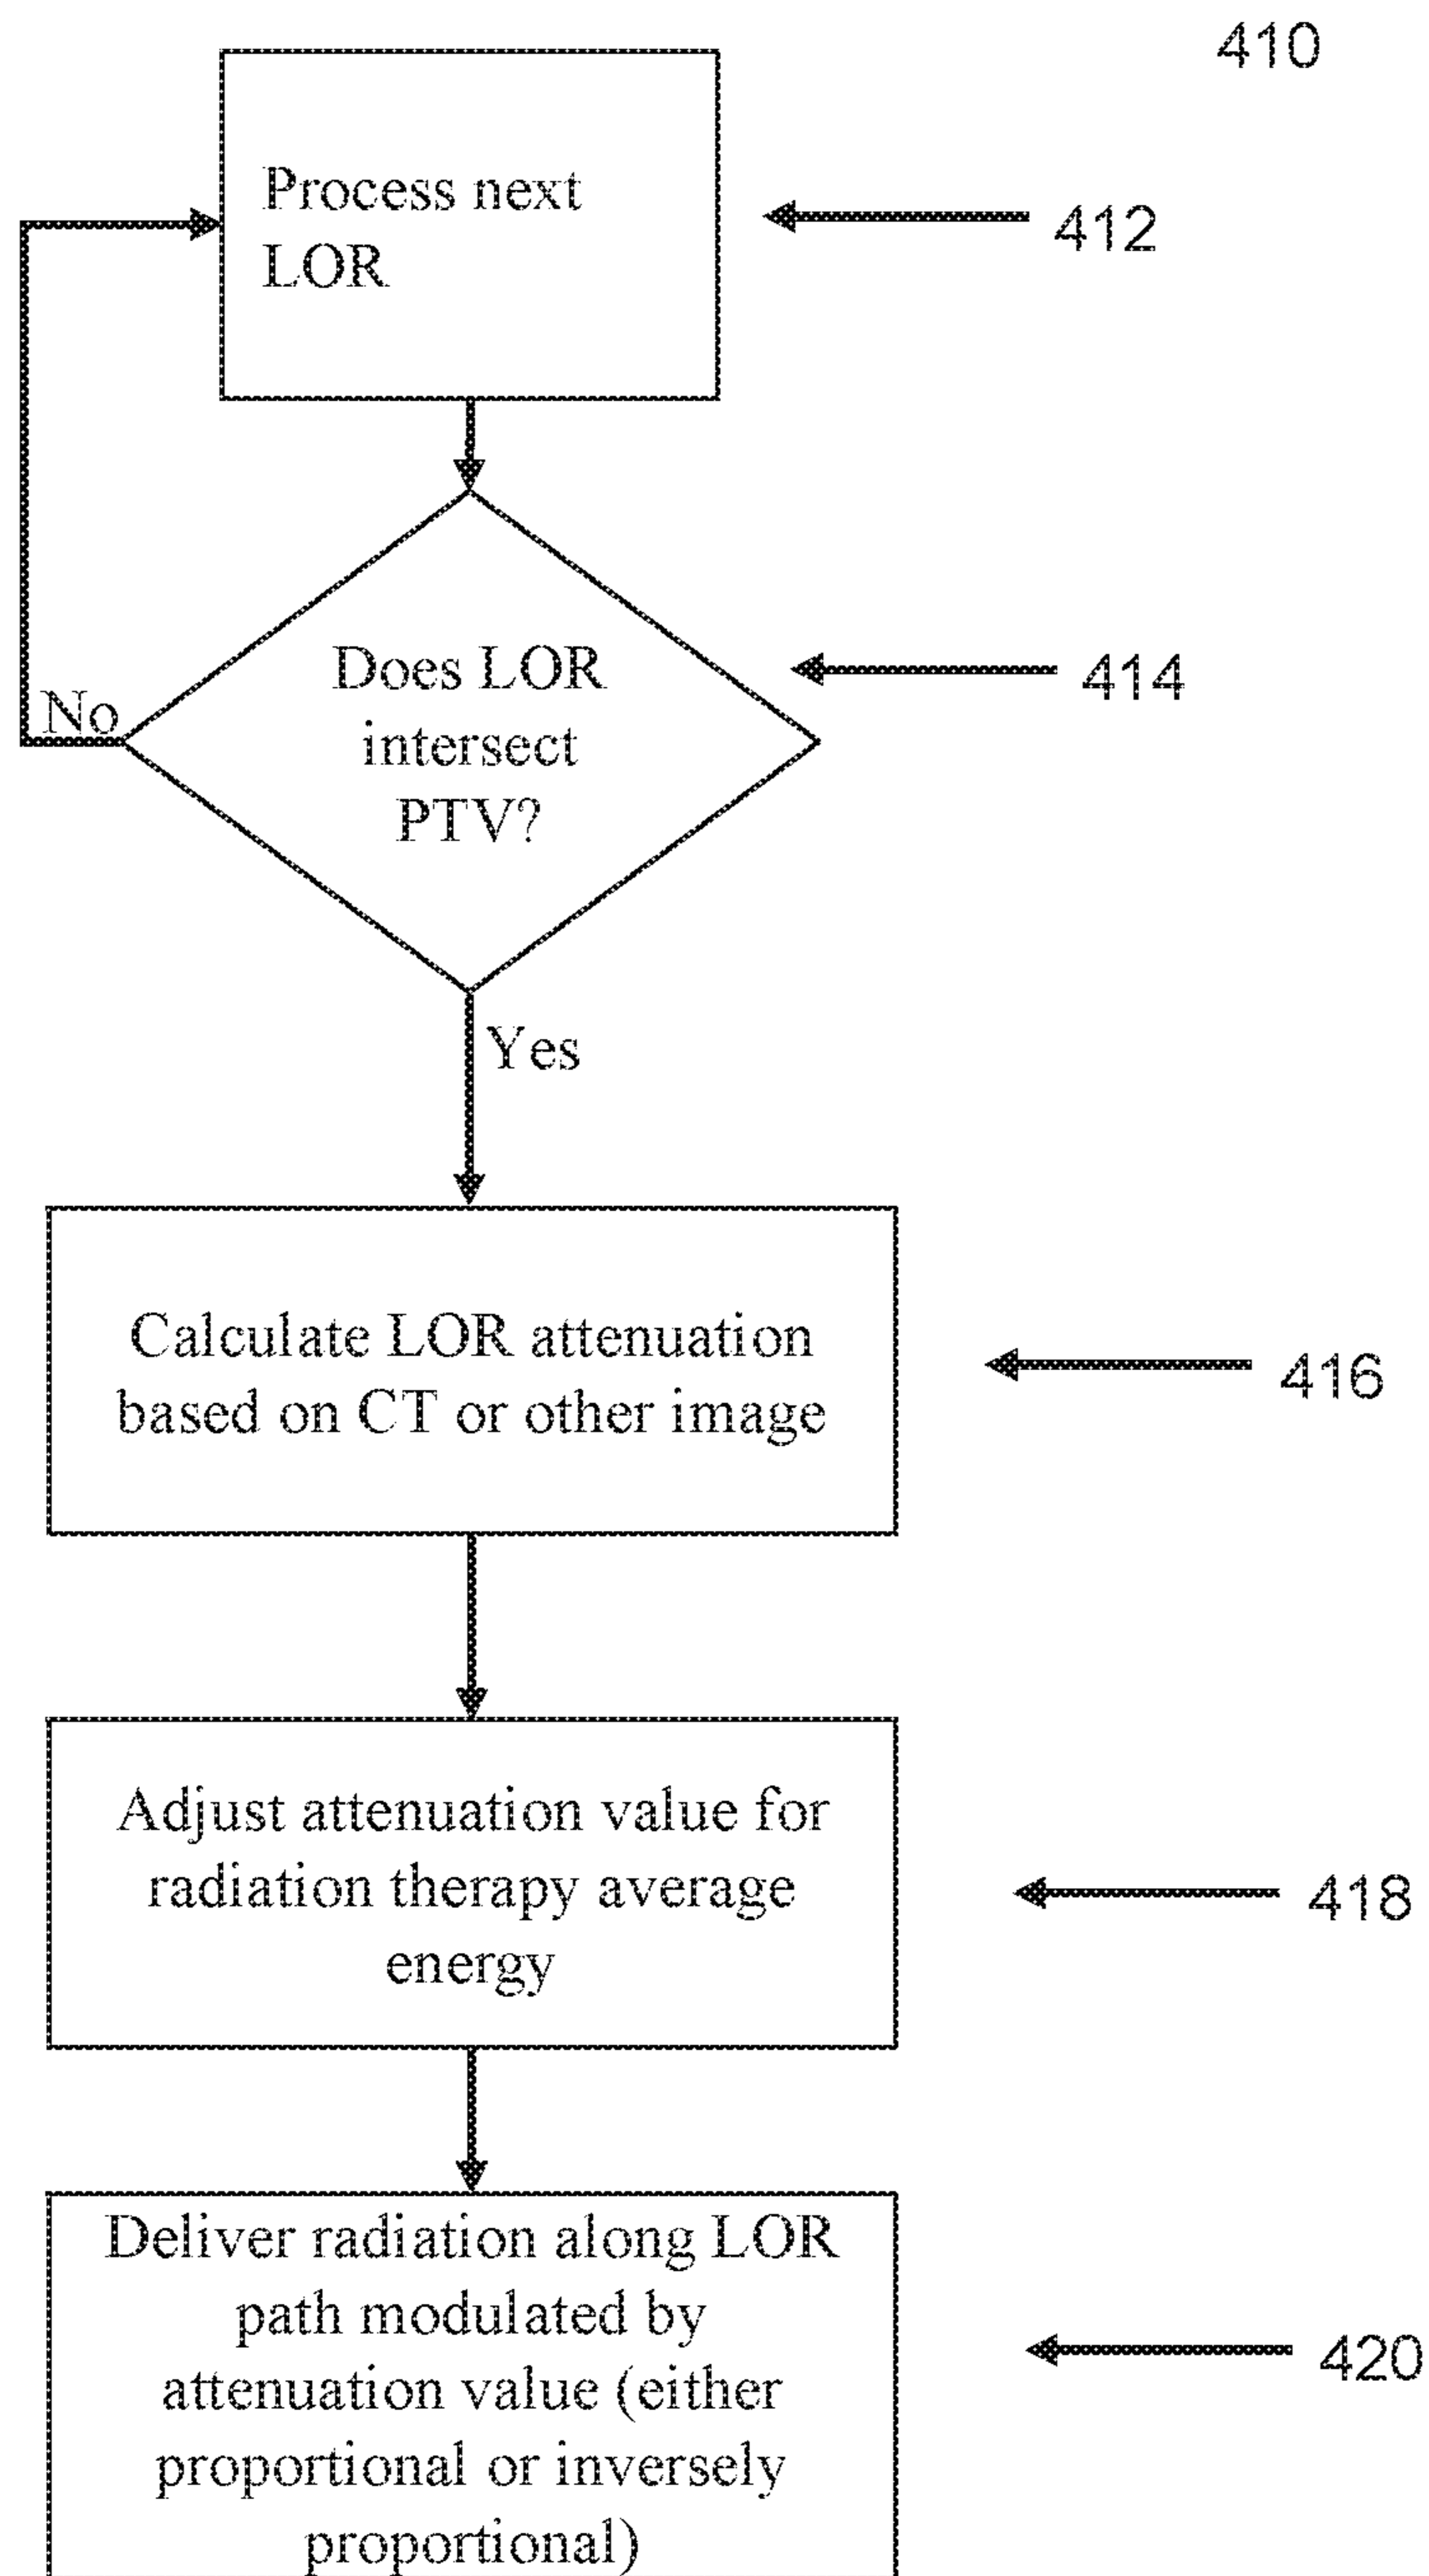 410
Process next
LOR
412
Does LOR
intersect
PTV?
414
No
Yes
Calculate LOR attenuation
based on CT or other image
416
Adjust attenuation value for
radiation therapy average
energy
418
Deliver radiation along LOR
path modulated by
attenuation value (either
proportional or inversely
proportional)
420